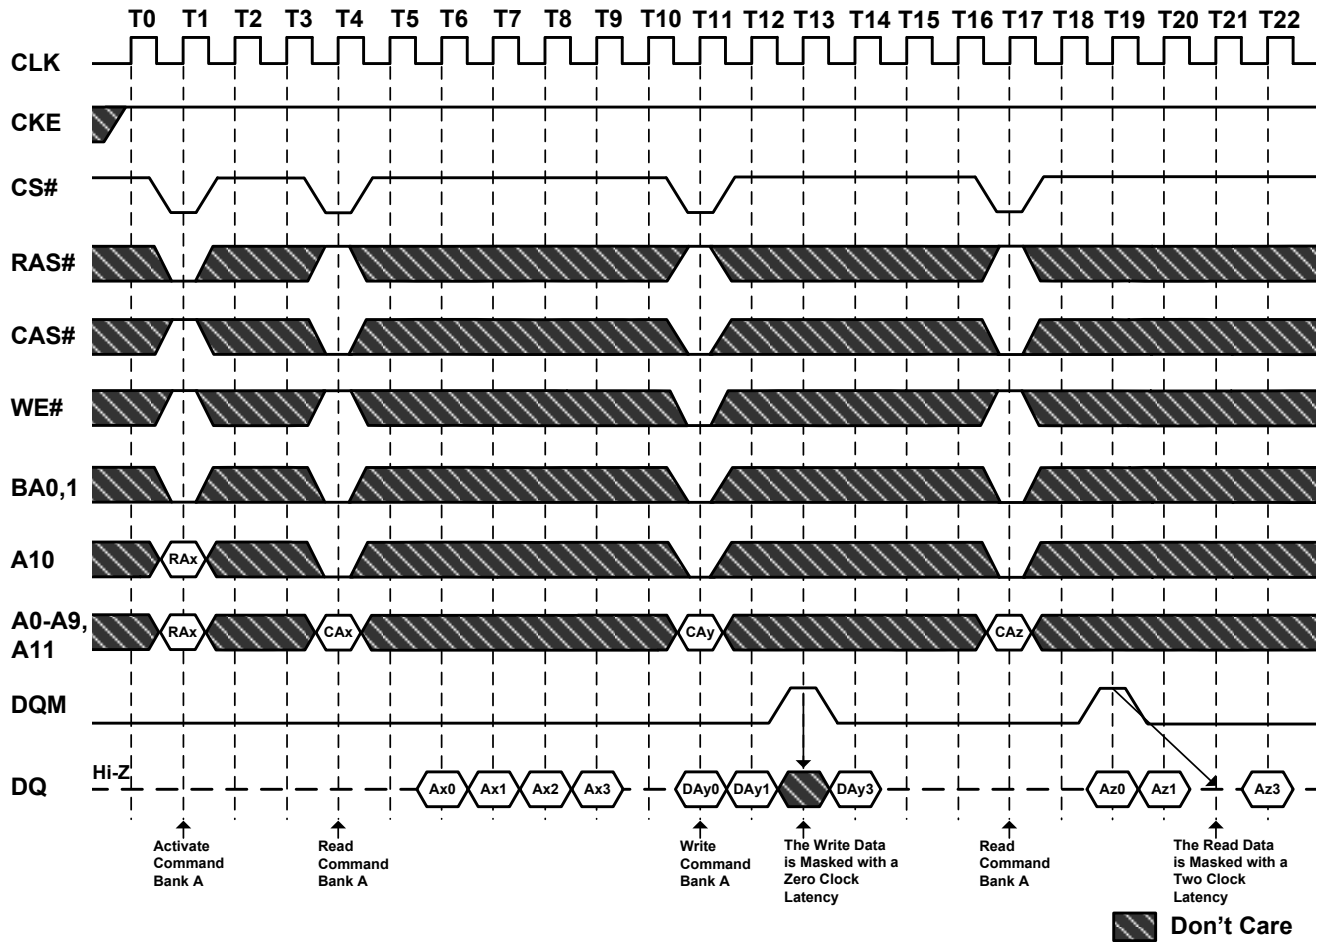 T0 T1 T2 T3 T4 T5 T6 T7 T8 T9 T10 T11 T12 T13 T14 T15 T16 T17 T18 T19 T20 T21 T22
CLK
CKE
CS#
RAS#
CAS#
WE#
BA0,1
A10 RAx
A0-A9,
A11
RAx CAx CAy CAz
DQM
Hi-Z
DQ Ax0 Ax1 Ax2 Ax3 DAy0 DAy1 DAy3 Az0 Az1 Az3
Activate
Command
Bank A
Read
Command
Bank A
Write
Command
Bank A
The Write Data
is Masked with a
Zero Clock
Latency
Read
Command
Bank A
The Read Data
is Masked with a
Two Clock
Latency
Don't Care